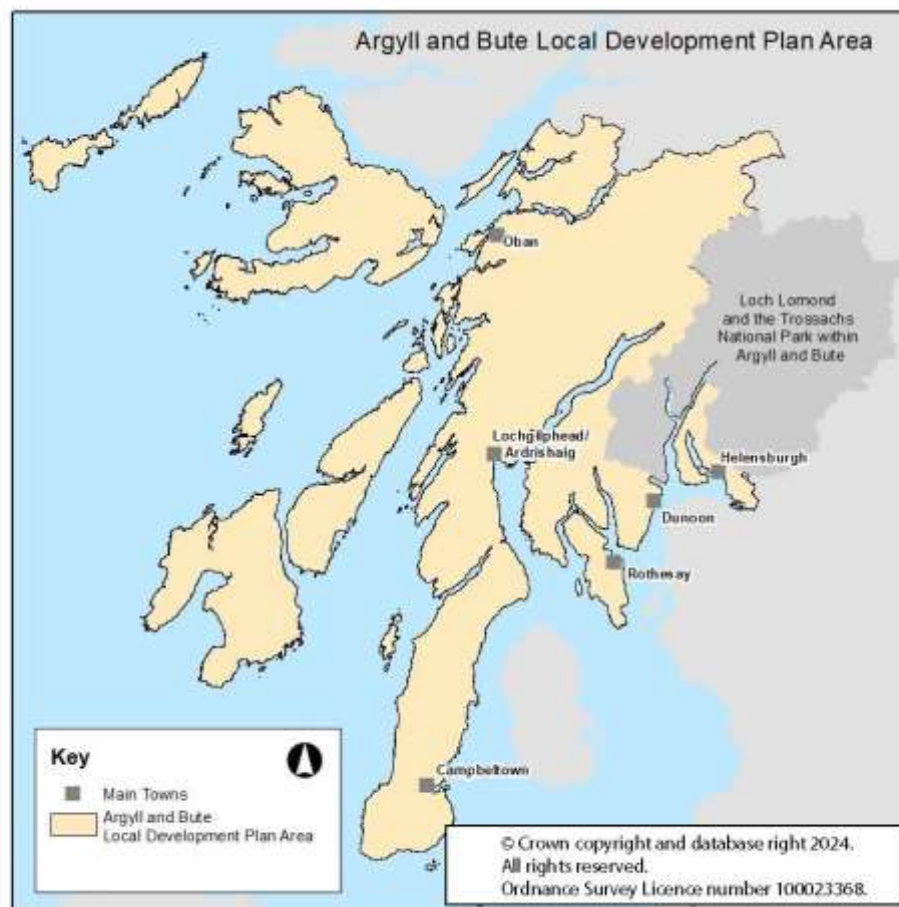 Argyll and Bute Local Development Plan Area
Oban
Loch Lomond
and the Trossachs
National Park within
Argyll and Bute
Lochgilphead/
Ardrishaig
Helensburgh
Dunoon
Rothesay
Campbeltown
Key
Main Towns
Argyll and Bute
Local Development Plan Area
© Crown copyright and database right 2024.
All rights reserved.
Ordnance Survey Licence number 100023368.